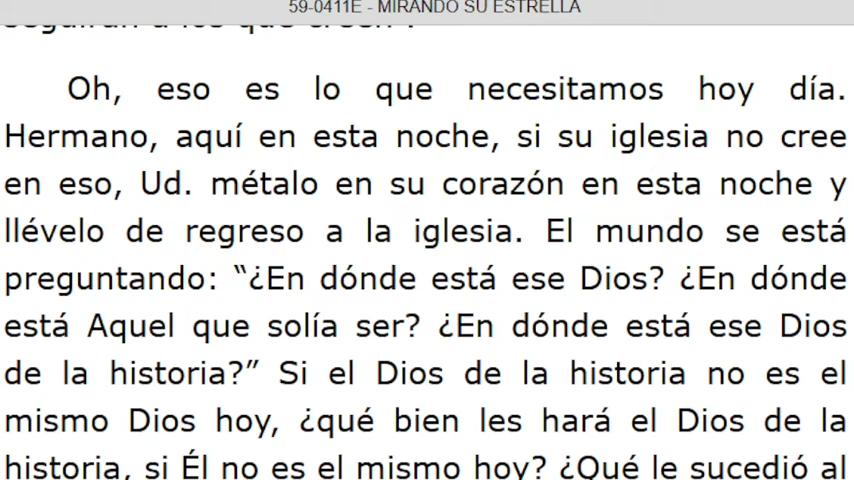 59-0411E - MIRANDO SU ESTRELLA
seguirán a los que creen".
Oh, eso es lo que necesitamos hoy día.
Hermano, aquí en esta noche, si su iglesia no cree
en eso, Ud. métalo en su corazón en esta noche y
llévelo de regreso a la iglesia. El mundo se está
preguntando: “¿En dónde está ese Dios? ¿En dónde
está Aquel que solía ser? ¿En dónde está ese Dios
de la historia?” Si el Dios de la historia no es el
mismo Dios hoy, ¿qué bien les hará el Dios de la
historia, si Él no es el mismo hoy? ¿Qué le sucedió al